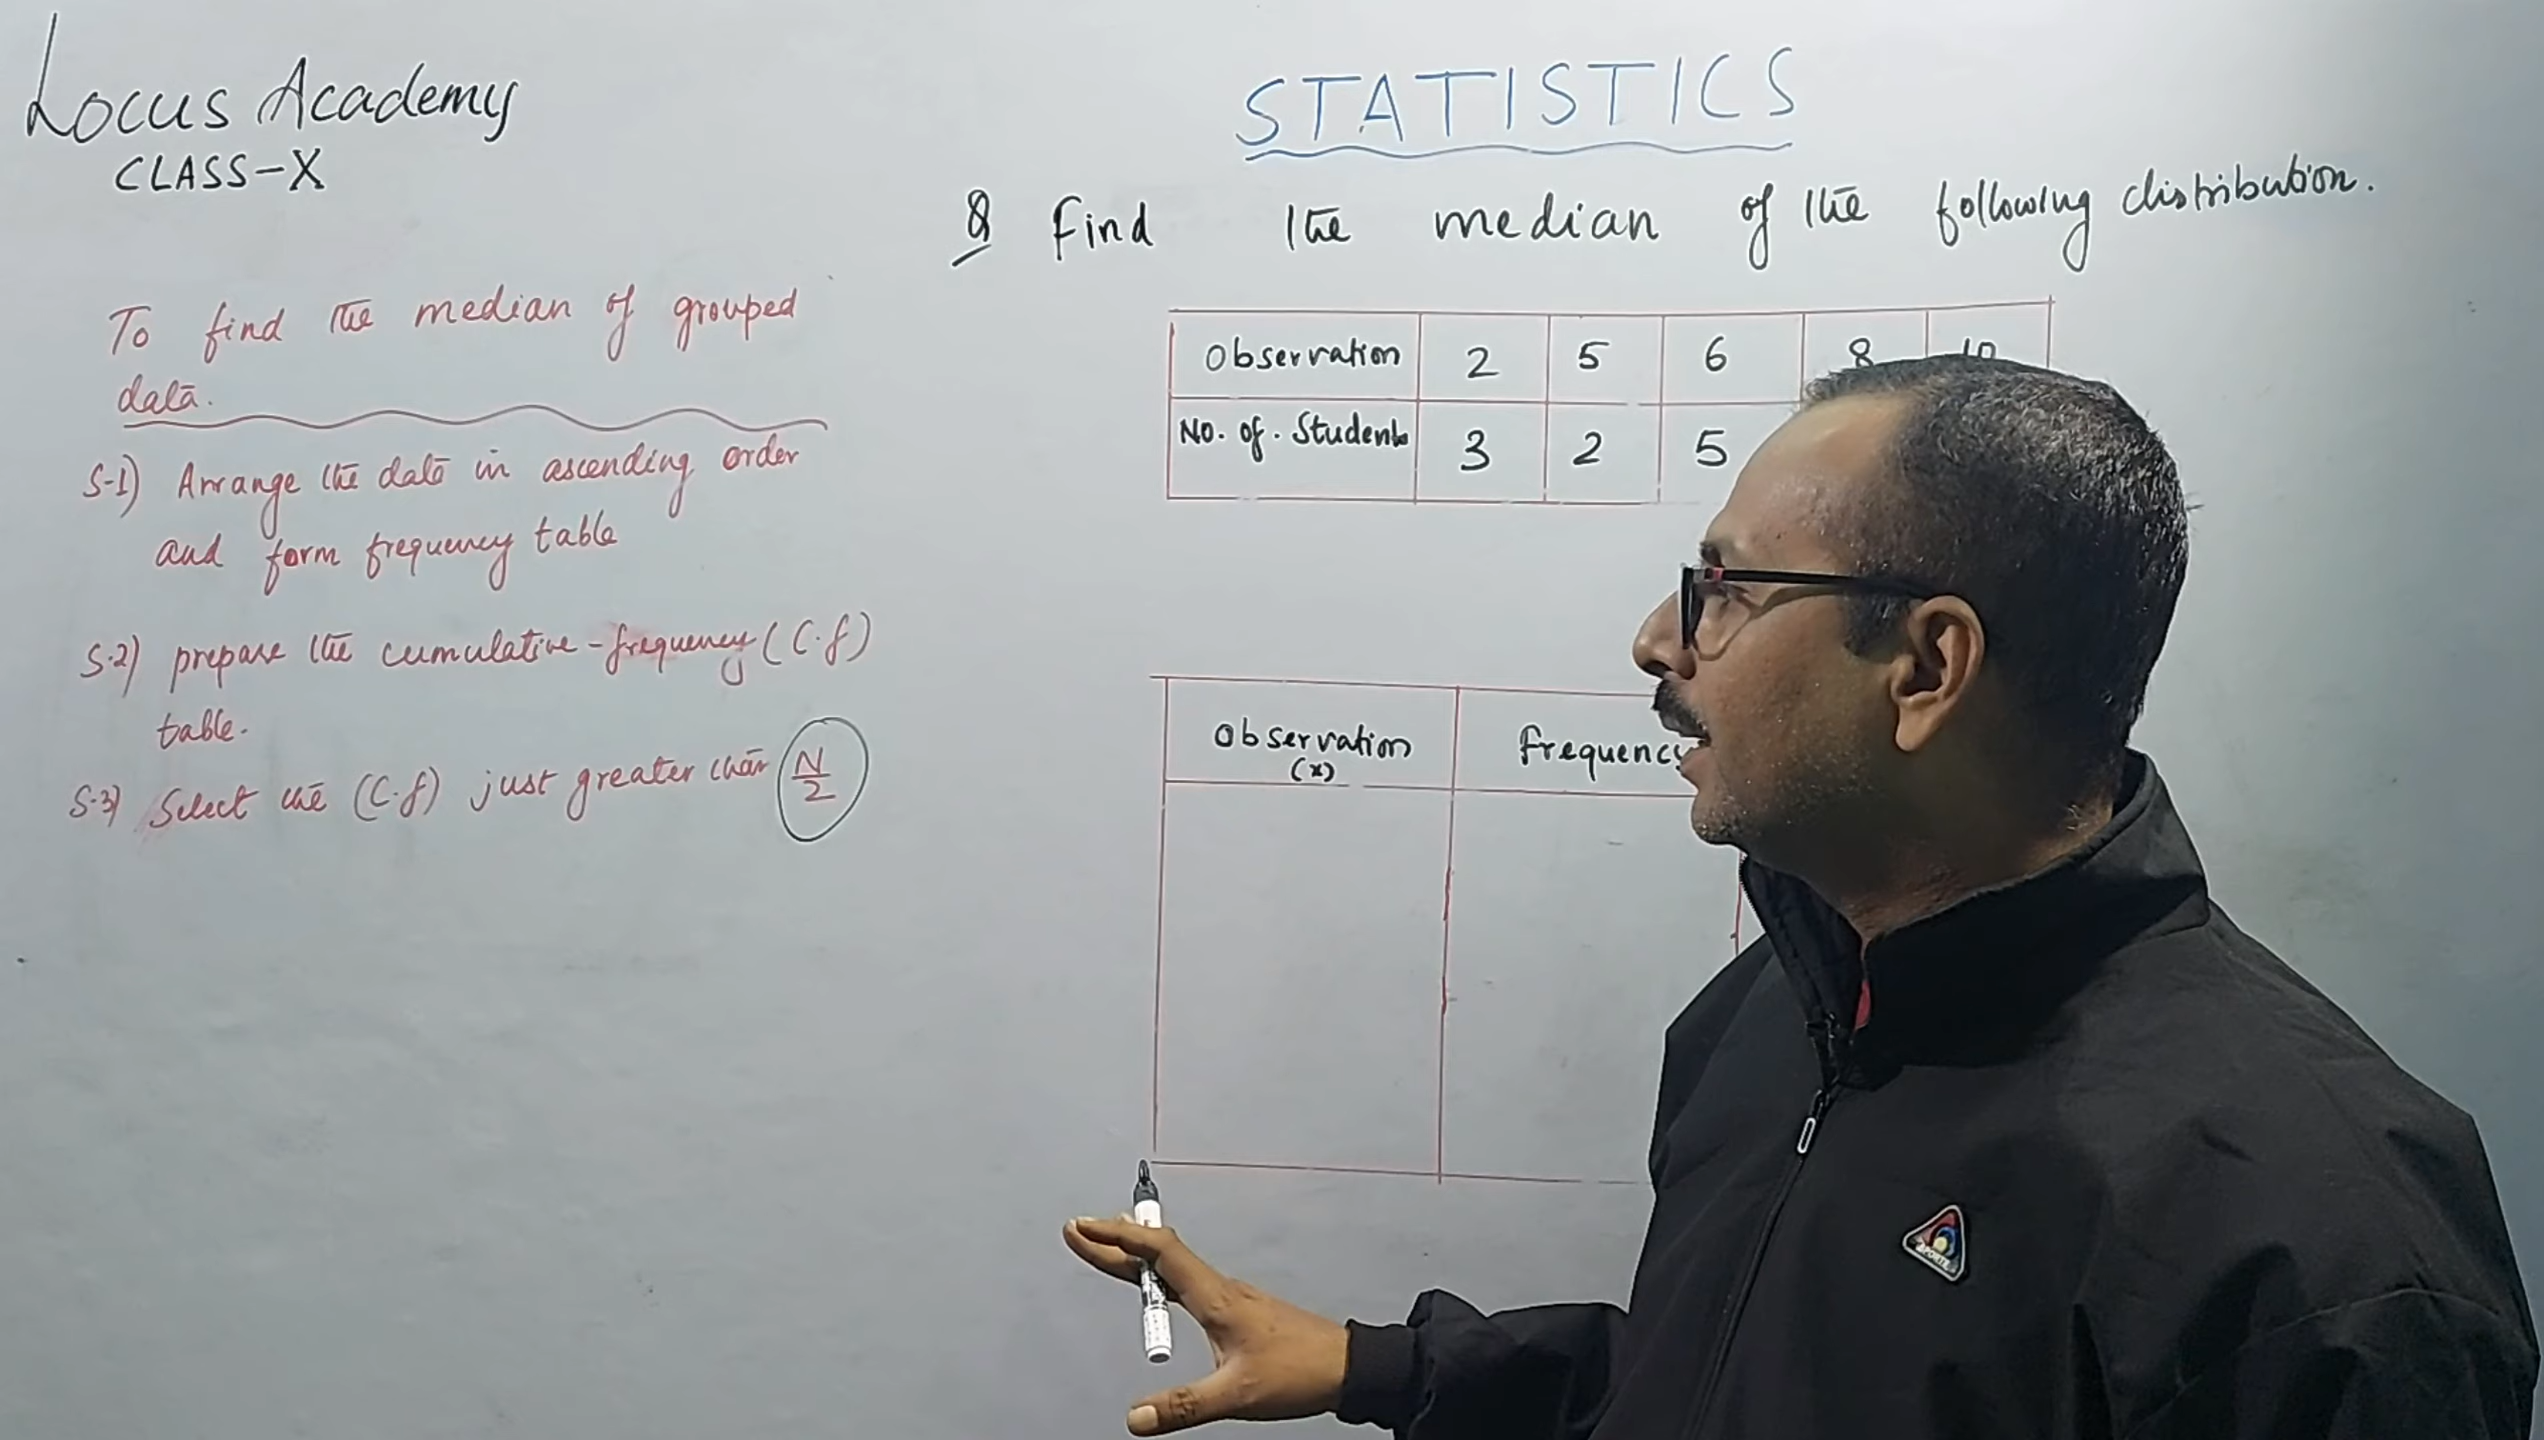 Locus Academy
CLASS-X
STATISTICS
Q Find the median of the following distribution.
To find the median of grouped
data.
S-1) Arrange the data in ascending order
and form frequency table
S.2) prepare the cumulative-frequency (C.f)
table.
S.3) Select the (C.f) just greater than N/2
Observation 2 5 6 8 10
No. of. Students 3 2 5
Observation Frequency
(x)